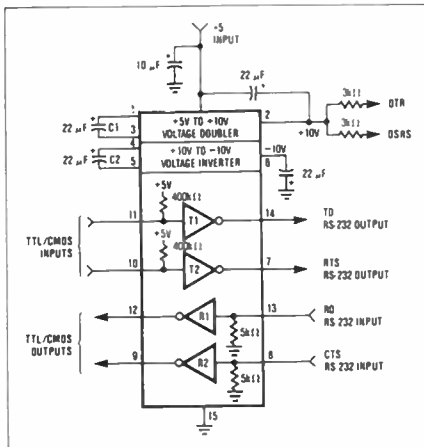 +5
INPUT
10 µF
22 µF
3kΩ
DTR
3kΩ
DSRS
+10V
1
2
+5V TO +10V
VOLTAGE DOUBLER
22 µF
C1
3
4
+10V TO -10V
VOLTAGE INVERTER
22 µF
C2
5
-10V
6
22 µF
+5V
400kΩ
11
T1
14
TD
RS-232 OUTPUT
+5V
400kΩ
TTL/CMOS
INPUTS
10
T2
7
RTS
RS-232 OUTPUT
12
R1
13
RD
RS 232 INPUT
5kΩ
TTL/CMOS
OUTPUTS
9
R2
8
CTS
RS 232 INPUT
5kΩ
15